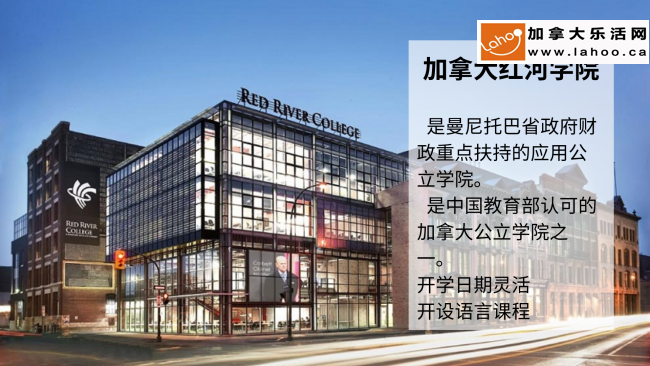 Lahoo
加拿大乐活网
www.lahoo.ca
加拿大红河学院
是曼尼托巴省政府财
政重点扶持的应用公
立学院。
是中国教育部认可的
加拿大公立学院之
一。
开学日期灵活
开设语言课程
RED RIVER COLLEGE
RED RIVER
COLLEGE